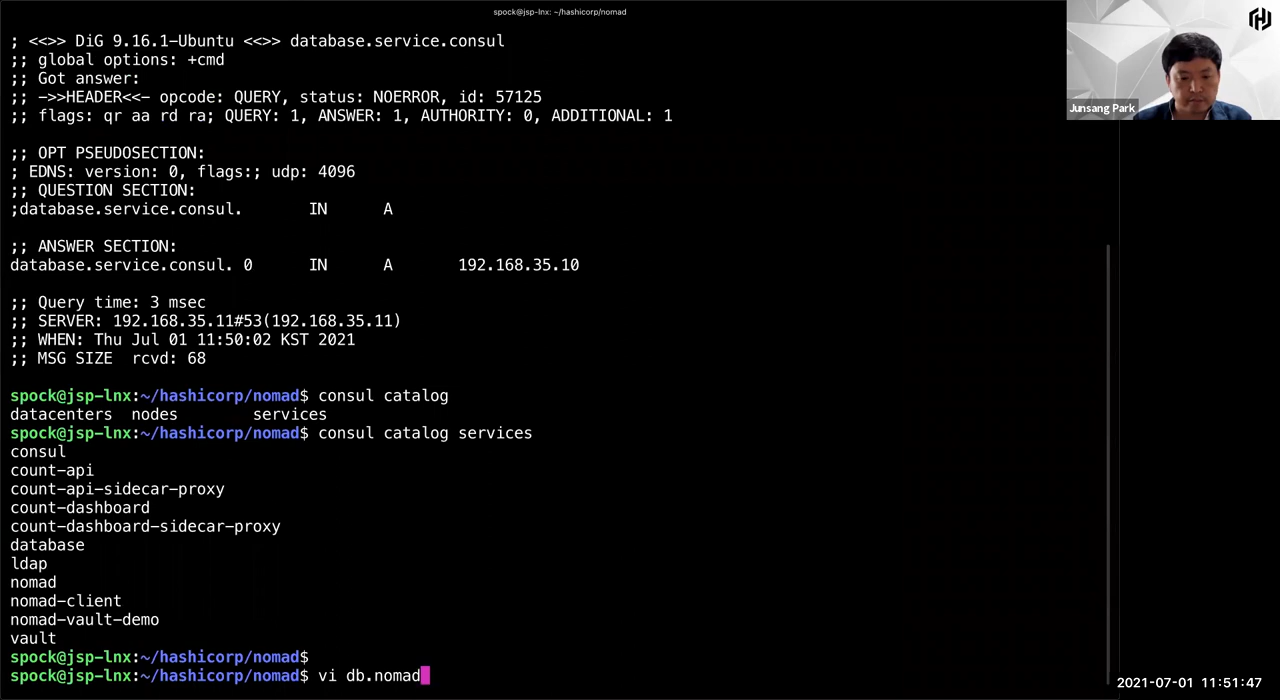 spock@jsp-lnx: ~/hashicorp/nomad
; <<>> DiG 9.16.1-Ubuntu <<>> database.service.consul
;; global options: +cmd
;; Got answer:
;; ->>HEADER<<- opcode: QUERY, status: NOERROR, id: 57125
;; flags: qr aa rd ra; QUERY: 1, ANSWER: 1, AUTHORITY: 0, ADDITIONAL: 1
;; OPT PSEUDOSECTION:
; EDNS: version: 0, flags:; udp: 4096
;; QUESTION SECTION:
;database.service.consul. IN A
;; ANSWER SECTION:
database.service.consul. 0 IN A 192.168.35.10
;; Query time: 3 msec
;; SERVER: 192.168.35.11#53(192.168.35.11)
;; WHEN: Thu Jul 01 11:50:02 KST 2021
;; MSG SIZE rcvd: 68
spock@jsp-lnx:~/hashicorp/nomad$ consul catalog
datacenters nodes services
spock@jsp-lnx:~/hashicorp/nomad$ consul catalog services
consul
count-api
count-api-sidecar-proxy
count-dashboard
count-dashboard-sidecar-proxy
database
ldap
nomad
nomad-client
nomad-vault-demo
vault
spock@jsp-lnx:~/hashicorp/nomad$
spock@jsp-lnx:~/hashicorp/nomad$ vi db.nomad
Junsang Park
2021-07-01 11:51:47